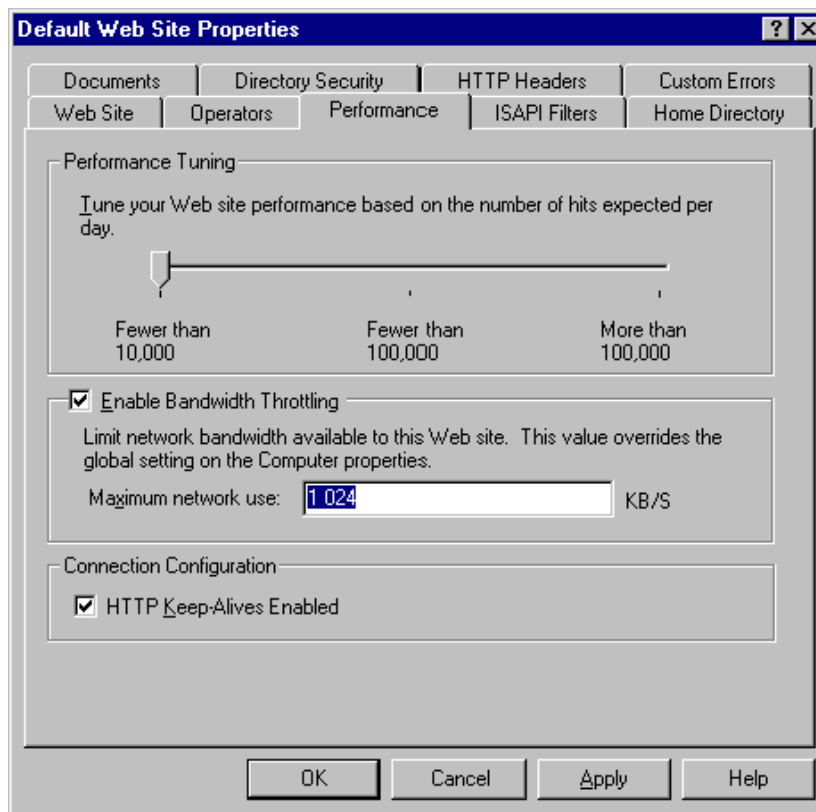 Default Web Site Properties
Documents Directory Security HTTP Headers Custom Errors
Web Site Operators Performance ISAPI Filters Home Directory
Performance Tuning
Tune your Web site performance based on the number of hits expected per
day.
Fewer than Fewer than More than
10,000 100,000 100,000
Enable Bandwidth Throttling
Limit network bandwidth available to this Web site. This value overrides the
global setting on the Computer properties.
Maximum network use: 1 024 KB/S
Connection Configuration
HTTP Keep-Alives Enabled
OK Cancel Apply Help